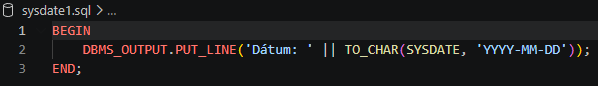 sysdate1.sql > ...
1 BEGIN
2 DBMS_OUTPUT.PUT_LINE('Dátum: ' || TO_CHAR(SYSDATE, 'YYYY-MM-DD'));
3 END;